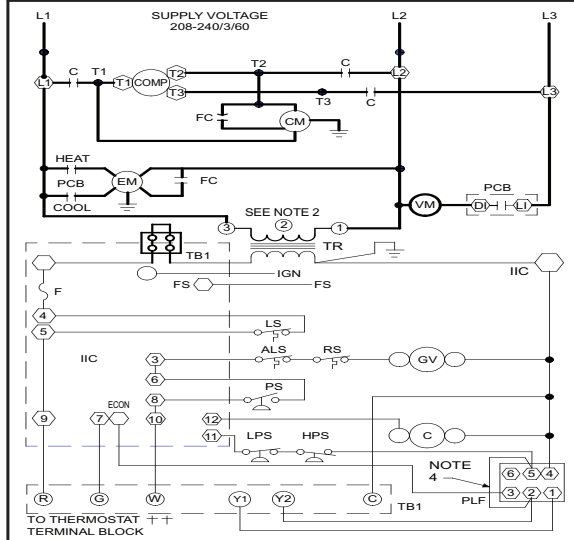 L1 SUPPLY VOLTAGE L2 L3
208-240/3/60
C T1 T2 T2 C
L1 T1 COMP L2
T3 T3 C L3
FC CM
HEAT
PCB EM FC PCB
COOL VM DI LI
SEE NOTE 2
3 2 1
TR
TB1 IIC
IGN
F FS FS
4 LS
5
ALS RS
IIC 3 GV
6 PS
8
ECON
9 7 10 12 C
11 LPS HPS
NOTE
4 6 5 4
PLF 3 2 1
R G W Y1 Y2 C TB1
TO THERMOSTAT ++
TERMINAL BLOCK